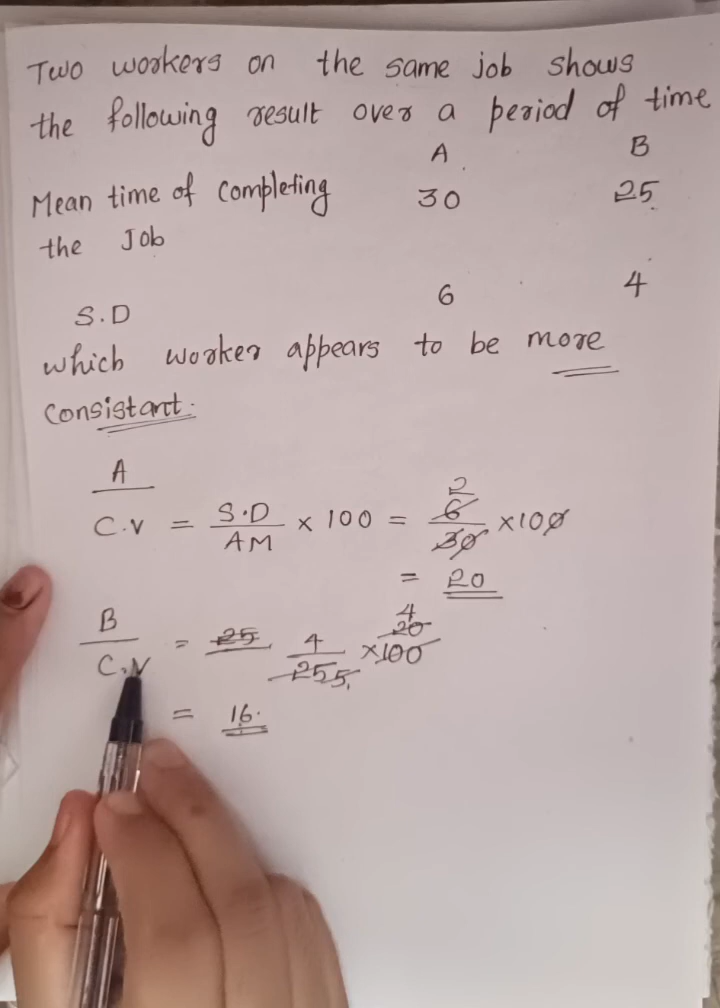 Two workers on the same job shows
the following result over a period of time
A B
Mean time of completing 30 25
the Job
S.D 6 4
which worker appears to be more
Consistant.
A
C.V = S.D/AM × 100 = 6/30 × 100
2
= 20
B
C.V = 25 4/25 × 100
5 20 4
= 16.